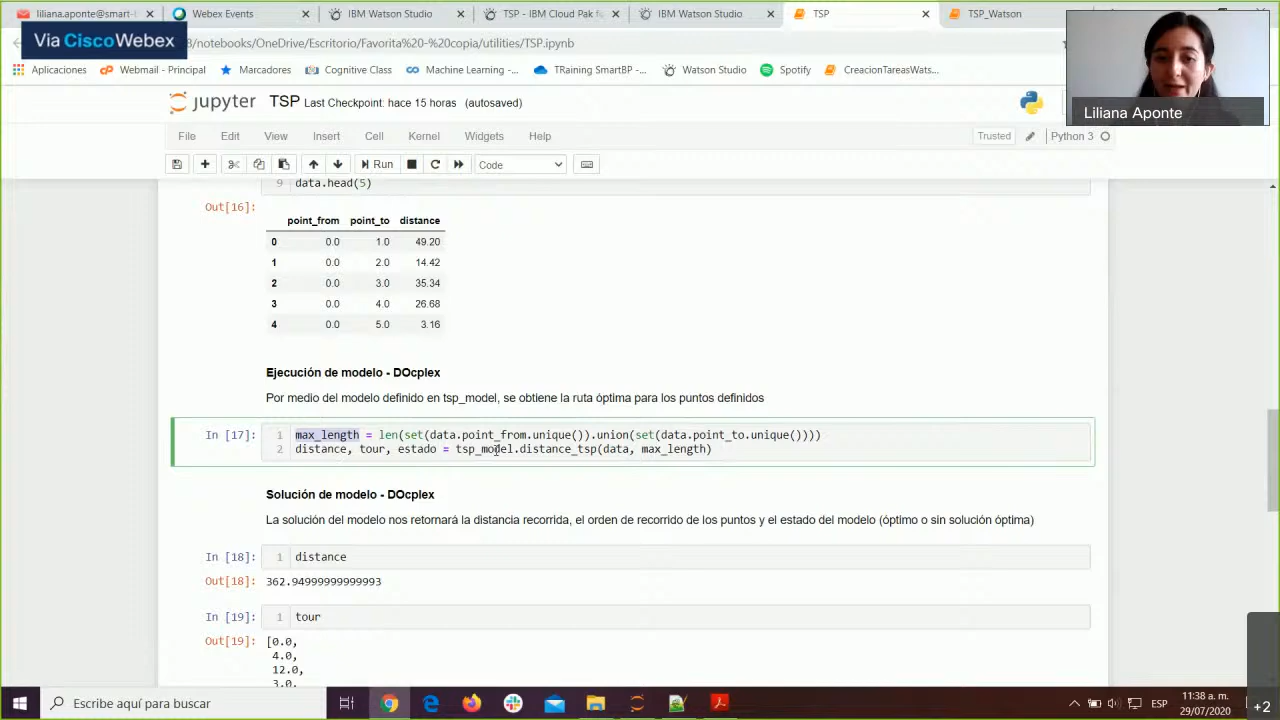 liliana.aponte@smart-l
Webex Events
IBM Watson Studio
TSP - IBM Cloud Pak f
IBM Watson Studio
TSP
TSP_Watson
Via CiscoWebex
8/notebooks/OneDrive/Escritorio/Favorita%20-%20copia/utilities/TSP.ipynb
Aplicaciones
Webmail - Principal
Marcadores
Cognitive Class
Machine Learning -...
TRaining SmartBP -...
Watson Studio
Spotify
CreacionTareasWats...
Liliana Aponte
jupyter TSP Last Checkpoint: hace 15 horas (autosaved)
File Edit View Insert Cell Kernel Widgets Help
Trusted
Python 3
Run
Code
9 data.head(5)
Out[16]:
point_from point_to distance
0 0.0 1.0 49.20
1 0.0 2.0 14.42
2 0.0 3.0 35.34
3 0.0 4.0 26.68
4 0.0 5.0 3.16
Ejecución de modelo - DOcplex
Por medio del modelo definido en tsp_model, se obtiene la ruta óptima para los puntos definidos
In [17]: 1 max_length = len(set(data.point_from.unique()).union(set(data.point_to.unique())))
2 distance, tour, estado = tsp_model.distance_tsp(data, max_length)
Solución de modelo - DOcplex
La solución del modelo nos retornará la distancia recorrida, el orden de recorrido de los puntos y el estado del modelo (óptimo o sin solución óptima)
In [18]: 1 distance
Out[18]: 362.94999999999993
In [19]: 1 tour
Out[19]: [0.0,
4.0,
12.0,
3.0,
Escribe aquí para buscar
ESP
11:38 a. m.
29/07/2020
+2